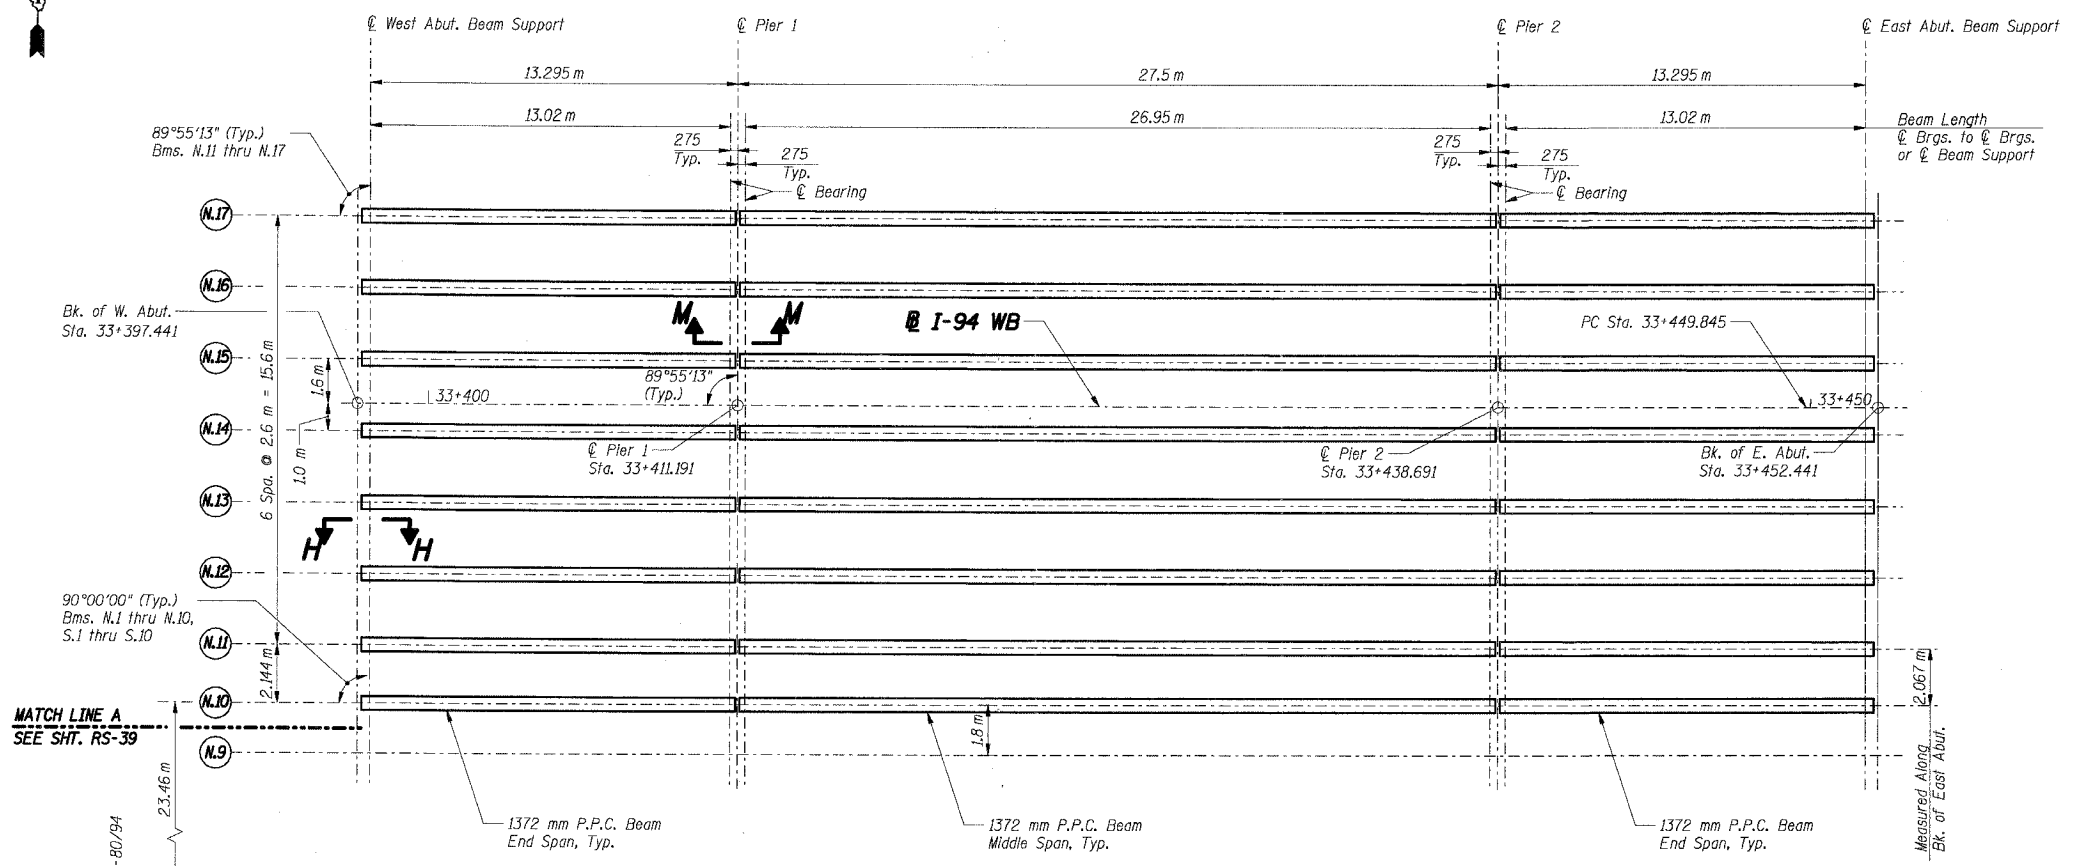 ℄ West Abut. Beam Support
℄ Pier 1
℄ Pier 2
℄ East Abut. Beam Support
13.295 m
27.5 m
13.295 m
13.02 m
26.95 m
13.02 m
Beam Length
℄ Brgs. to ℄ Brgs.
or ℄ Beam Support
89°55'13" (Typ.)
Bms. N.11 thru N.17
275
Typ.
275
Typ.
℄ Bearing
275
Typ.
275
Typ.
℄ Bearing
N.17
N.16
Bk. of W. Abut.
Sta. 33+397.441
M M
I-94 WB
PC Sta. 33+449.845
N.15
1.6 m
89°55'13"
(Typ.)
33+400
33+450
6 Spa. @ 2.6 m = 15.6 m
N.14
1.0 m
℄ Pier 1
Sta. 33+411.191
℄ Pier 2
Sta. 33+438.691
Bk. of E. Abut.
Sta. 33+452.441
N.13
H H
N.12
90°00'00" (Typ.)
Bms. N.1 thru N.10,
S.1 thru S.10
N.11
2.144 m
2.067 m
N.10
MATCH LINE A
SEE SHT. RS-39
1.8 m
N.9
23.46 m
Measured Along
Bk. of East Abut.
-80/94
1372 mm P.P.C. Beam
End Span, Typ.
1372 mm P.P.C. Beam
Middle Span, Typ.
1372 mm P.P.C. Beam
End Span, Typ.